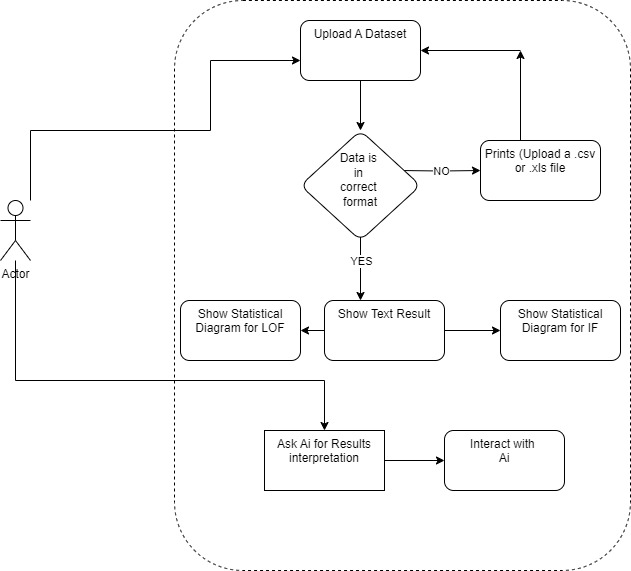 Upload A Dataset
Data is
in
correct
format
NO
Prints (Upload a .csv
or .xls file
Actor
YES
Show Statistical
Diagram for LOF
Show Text Result
Show Statistical
Diagram for IF
Ask Ai for Results
interpretation
Interact with
Ai